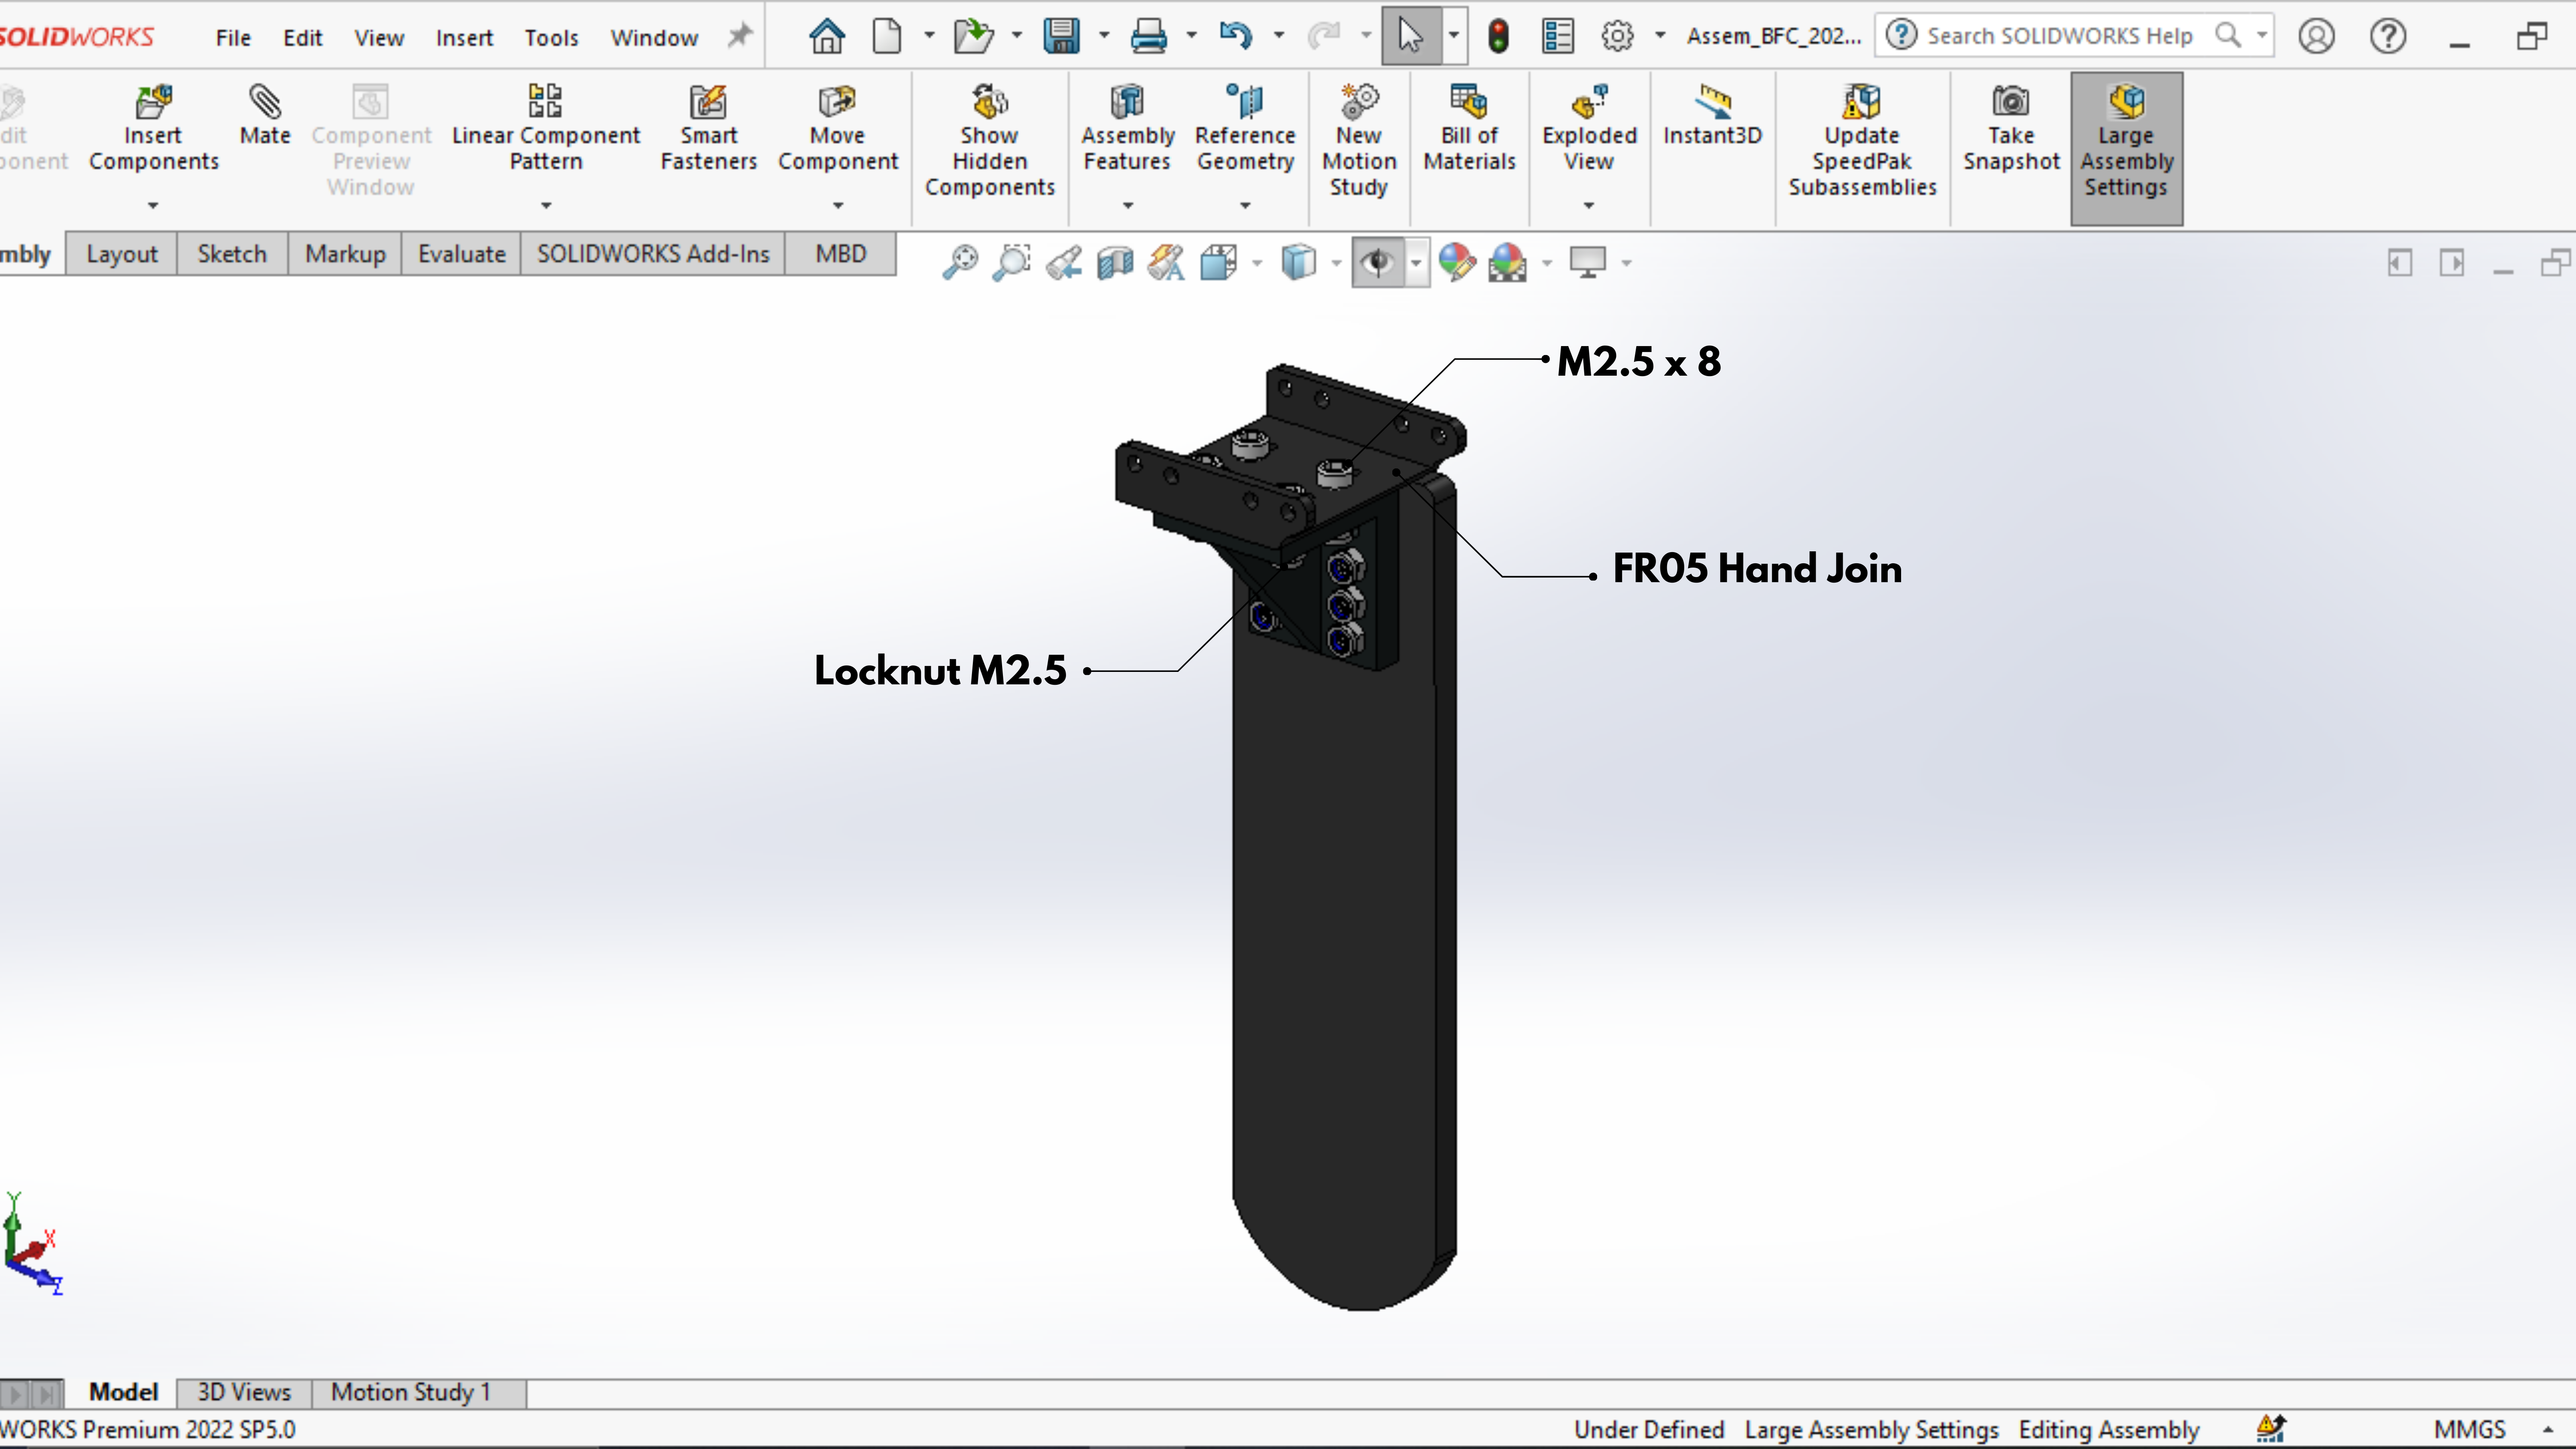 SOLIDWORKS File Edit View Insert Tools Window Assem_BFC_202... Search SOLIDWORKS Help
Insert Components
Mate
Component Preview Window
Linear Component Pattern
Smart Fasteners
Move Component
Show Hidden Components
Assembly Features
Reference Geometry
New Motion Study
Bill of Materials
Exploded View
Instant3D
Update SpeedPak Subassemblies
Take Snapshot
Large Assembly Settings
mbly Layout Sketch Markup Evaluate SOLIDWORKS Add-Ins MBD
M2.5 x 8
FR05 Hand Join
Locknut M2.5
Y
X
Z
Model 3D Views Motion Study 1
WORKS Premium 2022 SP5.0 Under Defined Large Assembly Settings Editing Assembly MMGS